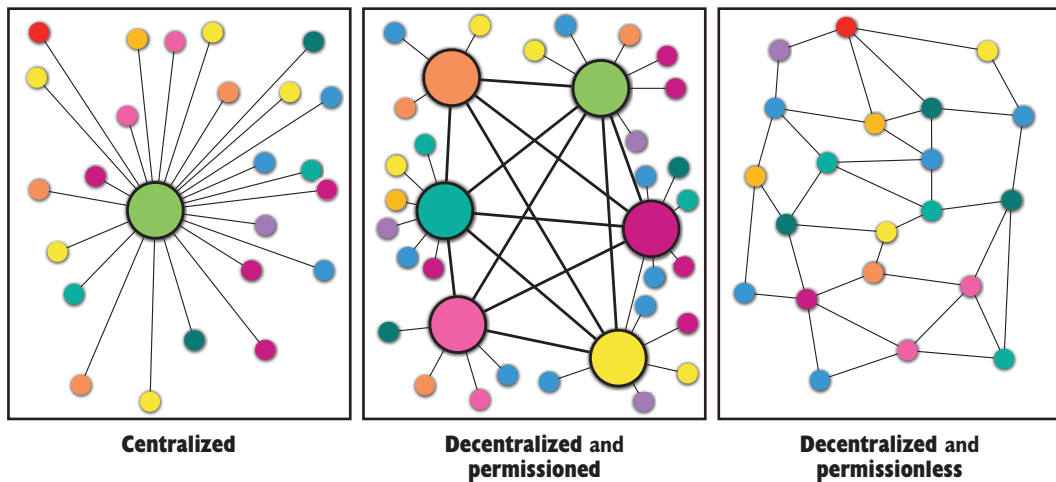 Centralized
Decentralized and
permissioned
Decentralized and
permissionless